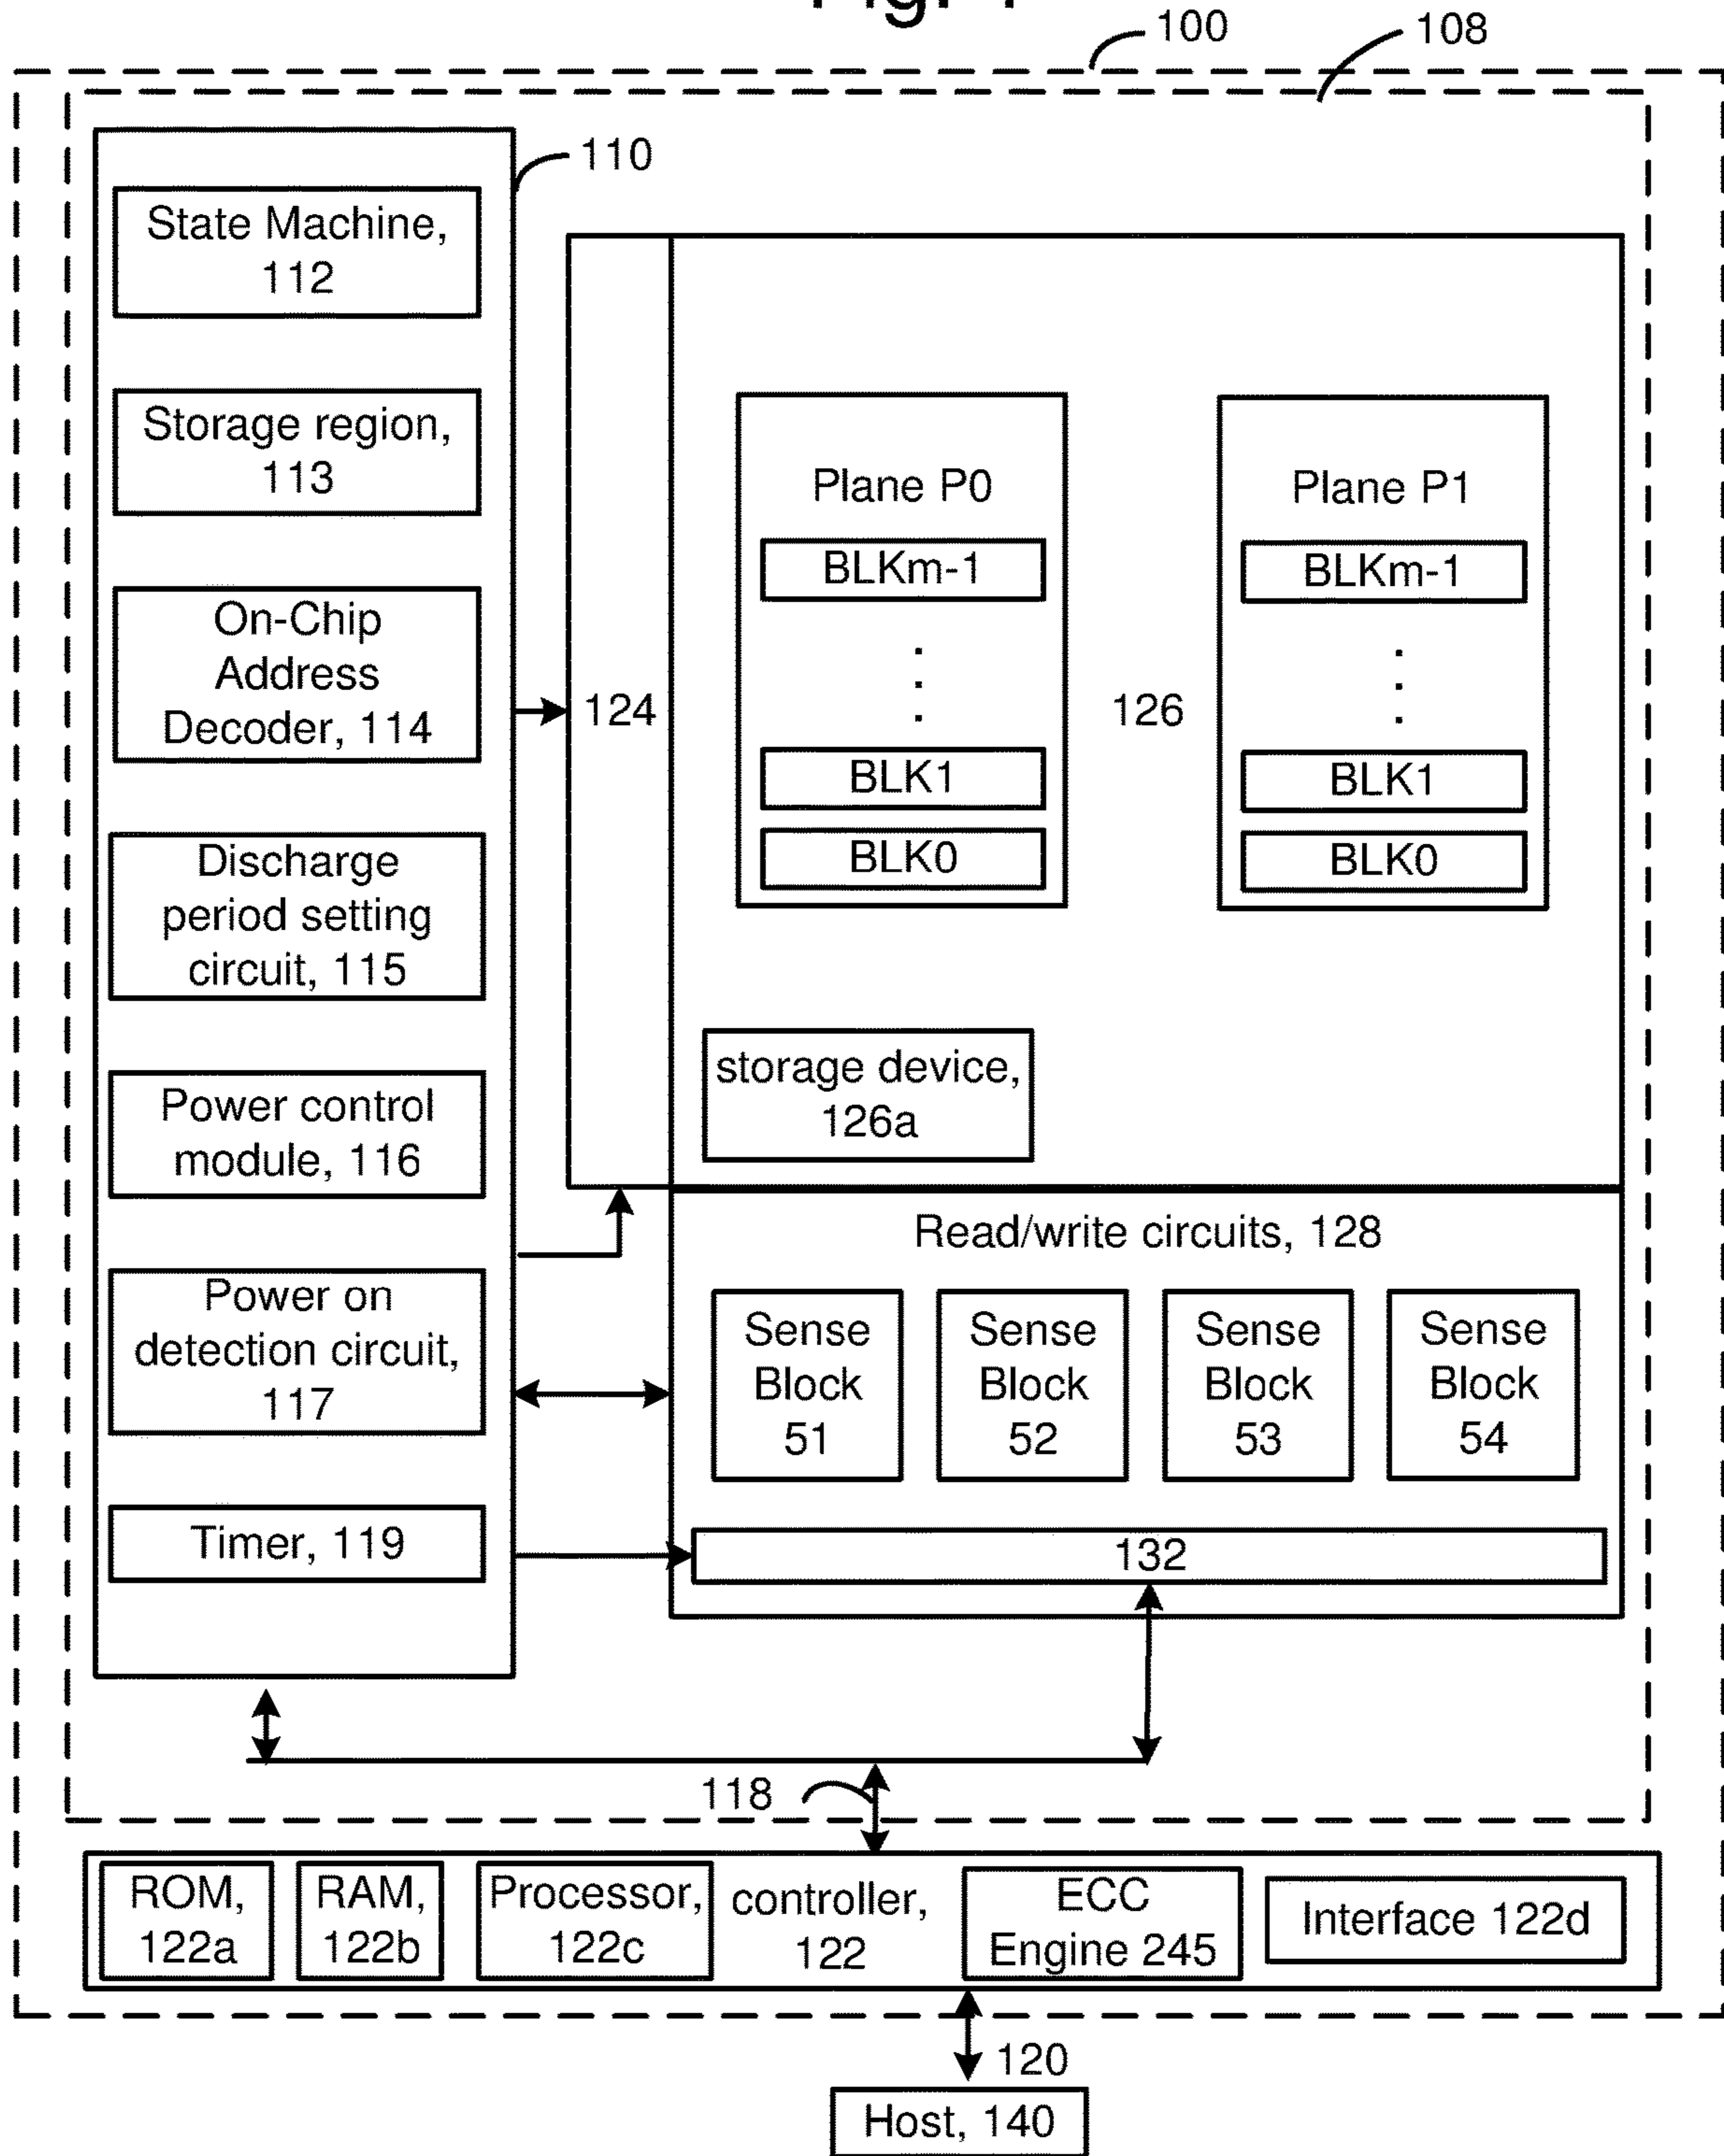 Fig.
100
108
110
State Machine,
112
Storage region,
113
On-Chip
Address
Decoder, 114
Discharge
period setting
circuit, 115
Power control
module, 116
Power on
detection circuit,
117
Timer, 119
124
Plane P0
BLKm-1
.
.
.
BLK1
BLK0
126
Plane P1
BLKm-1
.
.
.
BLK1
BLK0
storage device,
126a
Read/write circuits, 128
Sense
Block
51
Sense
Block
52
Sense
Block
53
Sense
Block
54
132
118
ROM,
122a
RAM,
122b
Processor,
122c
controller,
122
ECC
Engine 245
Interface 122d
120
Host, 140